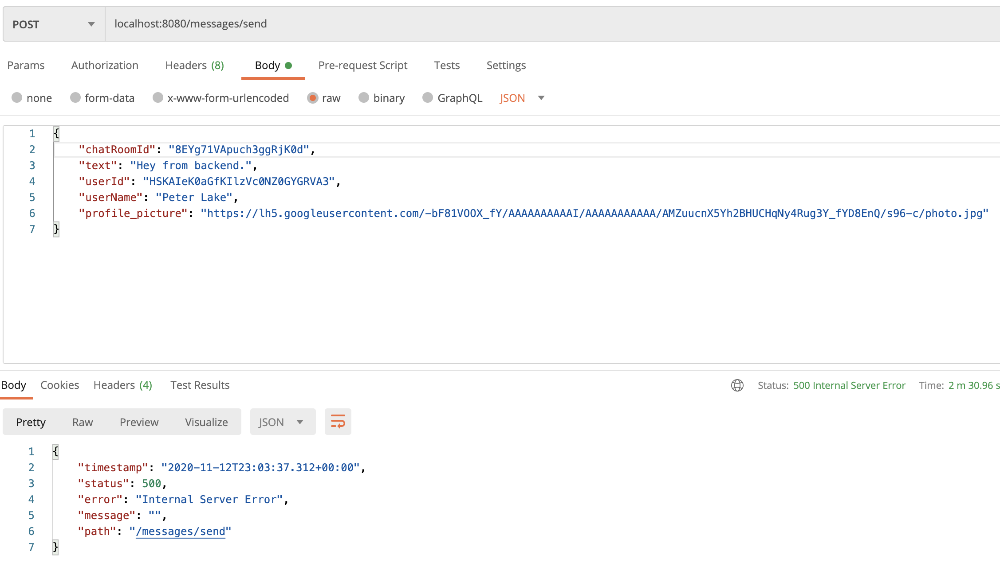 POST localhost:8080/messages/send
Params Authorization Headers (8) Body Pre-request Script Tests Settings
none form-data x-www-form-urlencoded raw binary GraphQL JSON
1 {
2 "chatRoomId": "8EYg71VApuch3ggRjK0d",
3 "text": "Hey from backend.",
4 "userId": "HSKAIeK0aGfKIlzVc0NZ0GYGRVA3",
5 "userName": "Peter Lake",
6 "profile_picture": "https://lh5.googleusercontent.com/-bF81VOOX_fY/AAAAAAAAAAI/AAAAAAAAAAA/AMZuucnX5Yh2BHUCHqNy4Rug3Y_fYD8EnQ/s96-c/photo.jpg"
7 }
Body Cookies Headers (4) Test Results Status: 500 Internal Server Error Time: 2 m 30.96 s
Pretty Raw Preview Visualize JSON
1 {
2 "timestamp": "2020-11-12T23:03:37.312+00:00",
3 "status": 500,
4 "error": "Internal Server Error",
5 "message": "",
6 "path": "/messages/send"
7 }